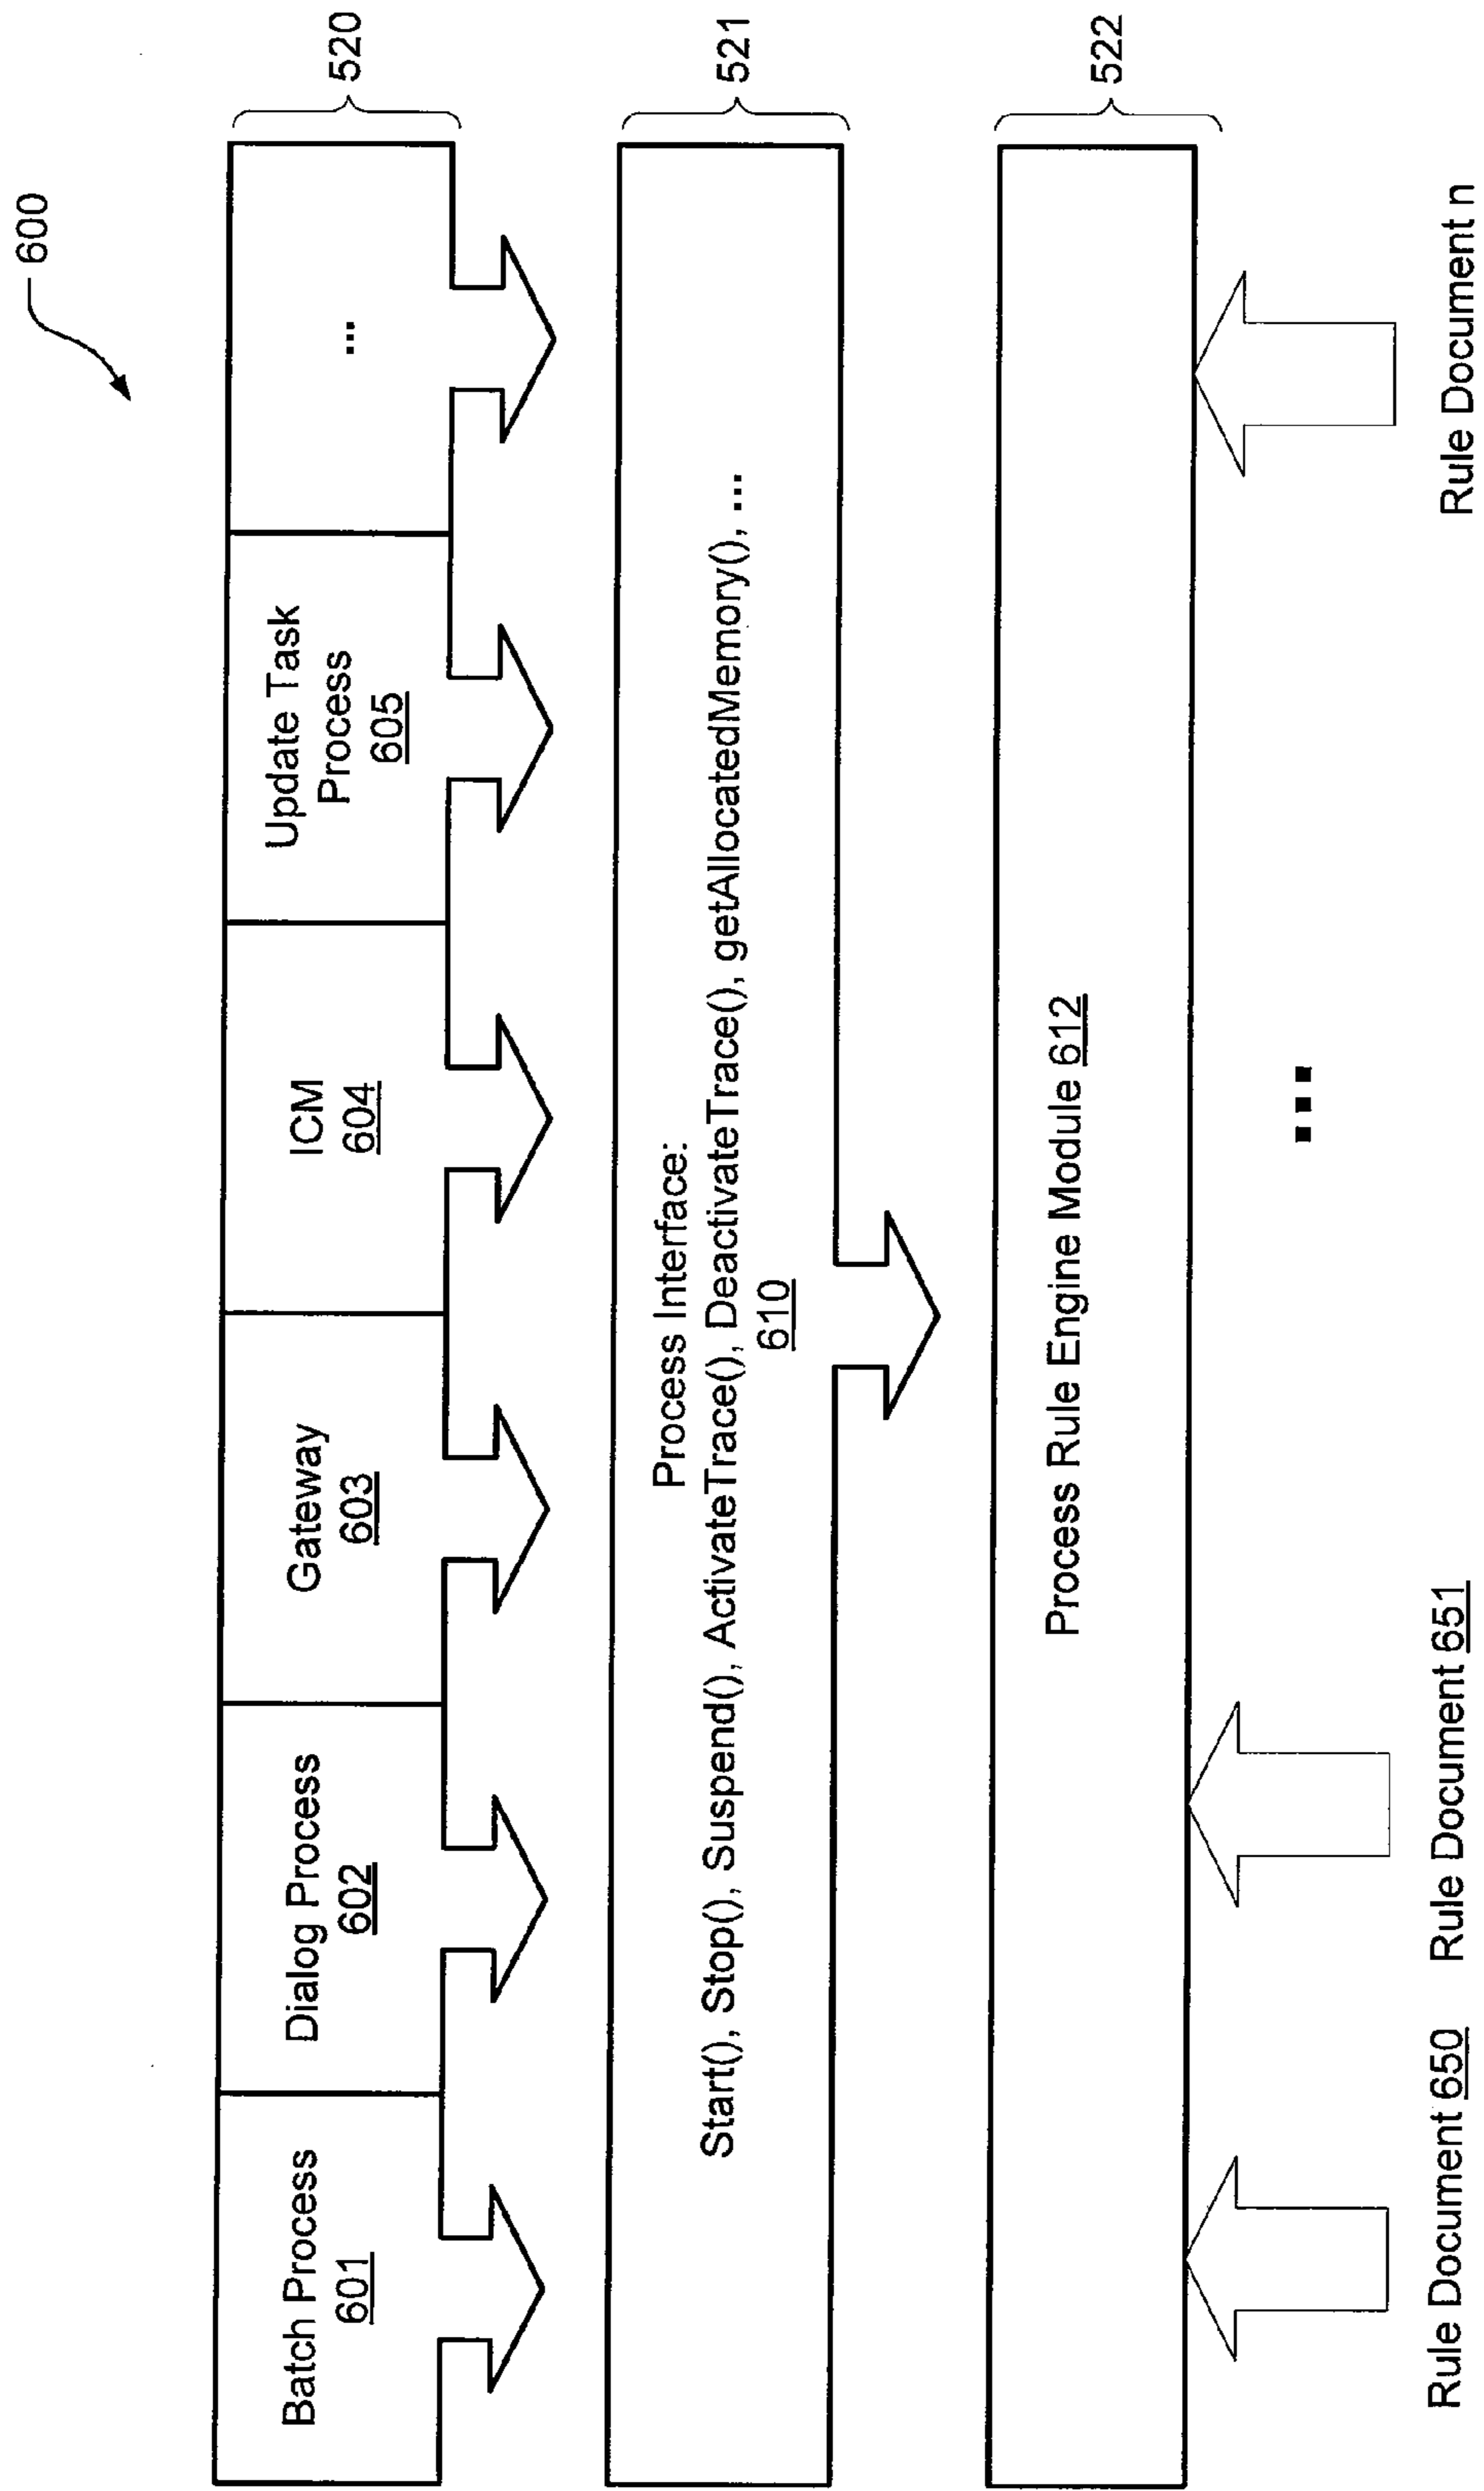 600
Batch Process
601
Dialog Process
602
Gateway
603
ICM
604
Update Task
Process
605
...
520
Process Interface:
Start(), Stop(), Suspend(), ActivateTrace(), DeactivateTrace(), getAllocatedMemory(), ...
610
521
Process Rule Engine Module 612
522
...
Rule Document 650
Rule Document 651
Rule Document n